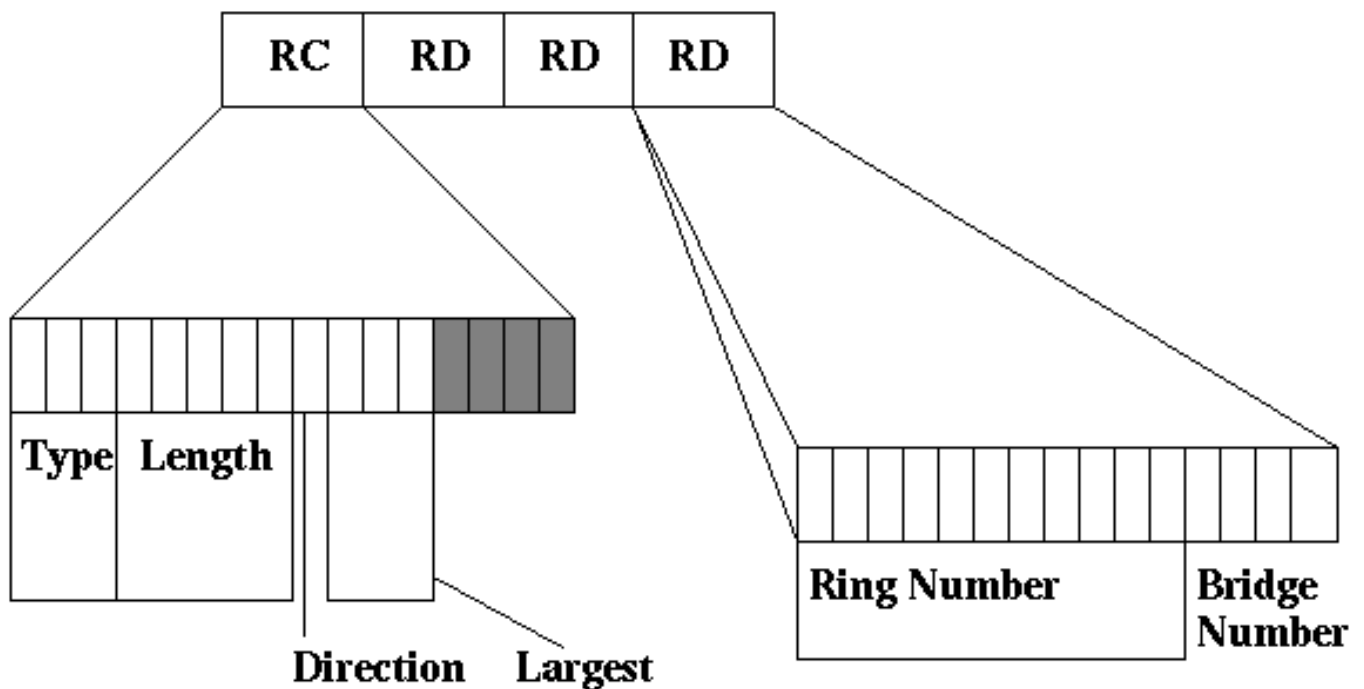 RC RD RD RD
Type Length
Ring Number
Bridge
Number
Direction
Largest